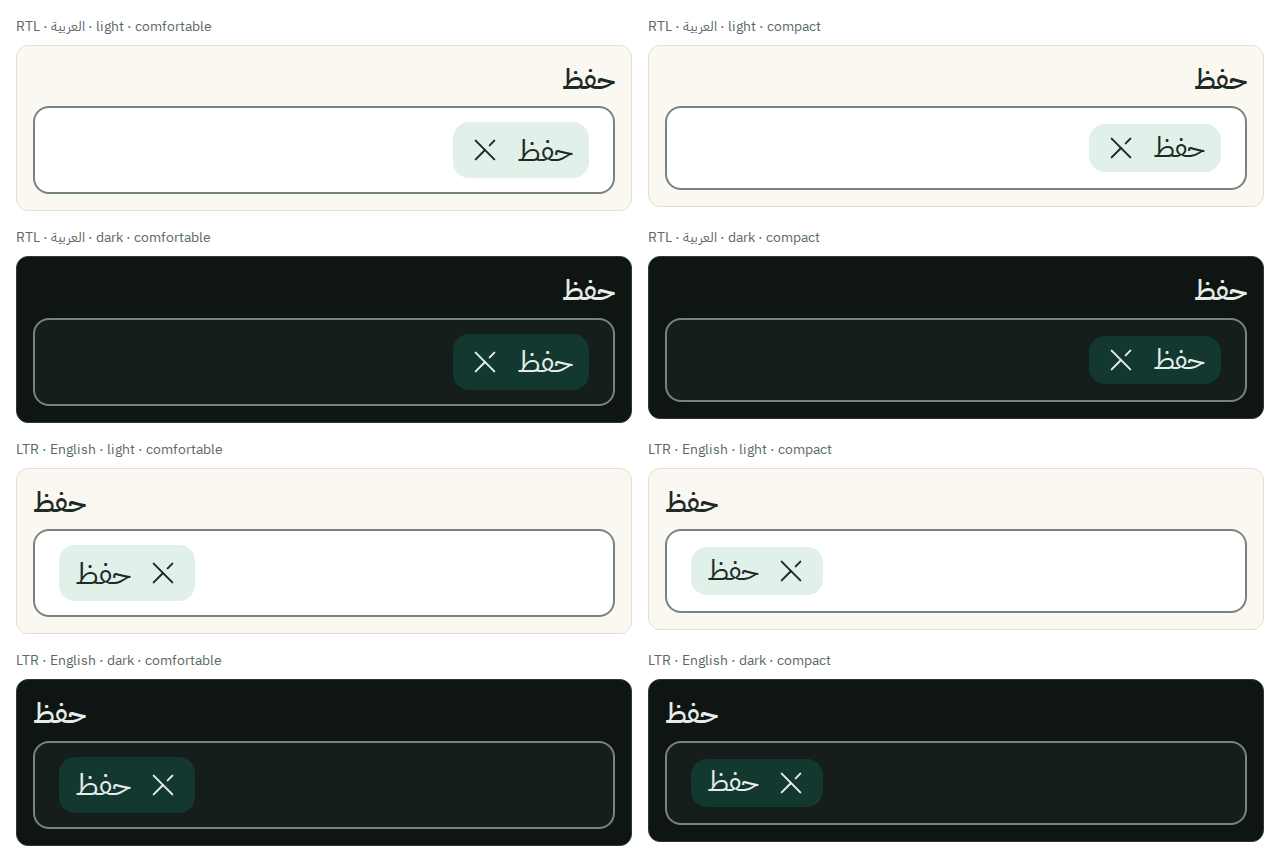 RTL · العربية · light · comfortable
حفظ
حفظ
RTL · العربية · light · compact
حفظ
حفظ
RTL · العربية · dark · comfortable
حفظ
حفظ
RTL · العربية · dark · compact
حفظ
حفظ
LTR · English · light · comfortable
حفظ
حفظ
LTR · English · light · compact
حفظ
حفظ
LTR · English · dark · comfortable
حفظ
حفظ
LTR · English · dark · compact
حفظ
حفظ